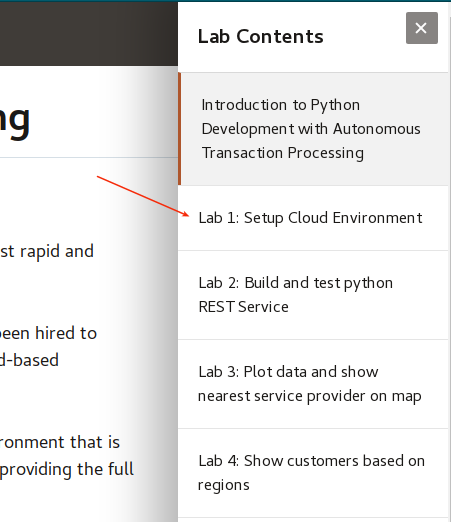 Lab Contents
ng
Introduction to Python
Development with Autonomous
Transaction Processing
Lab 1: Setup Cloud Environment
st rapid and
Lab 2: Build and test python
REST Service
been hired to
d-based
Lab 3: Plot data and show
nearest service provider on map
ronment that is
providing the full
Lab 4: Show customers based on
regions